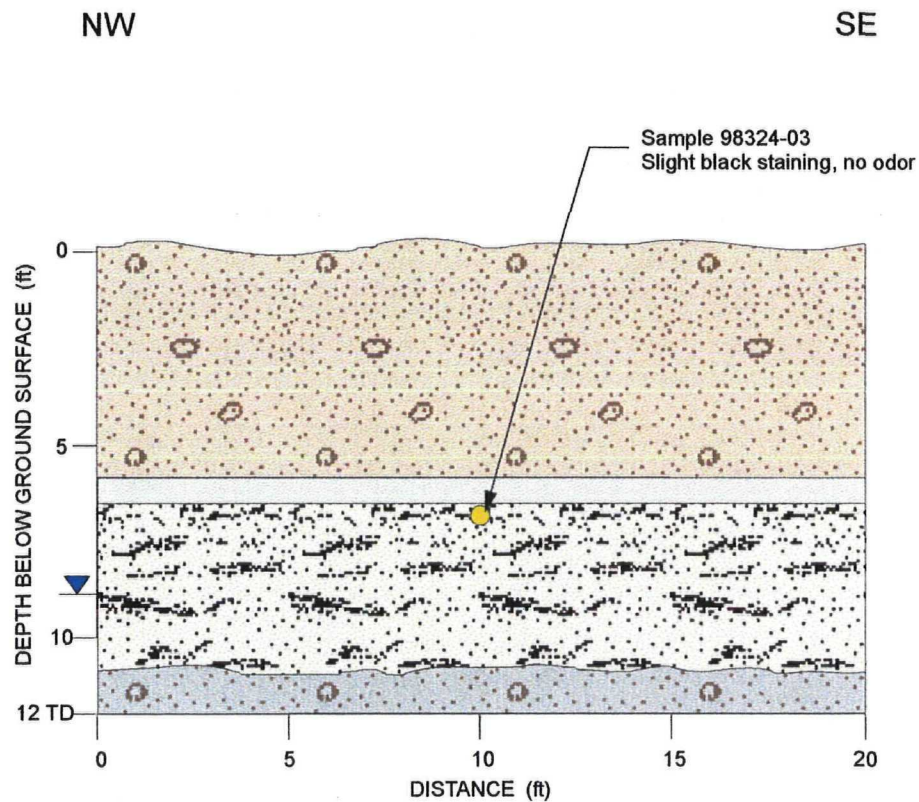 NW
SE
Sample 98324-03
Slight black staining, no odor
DEPTH BELOW GROUND SURFACE (ft)
0
5
10
12 TD
0
5
10
15
20
DISTANCE (ft)